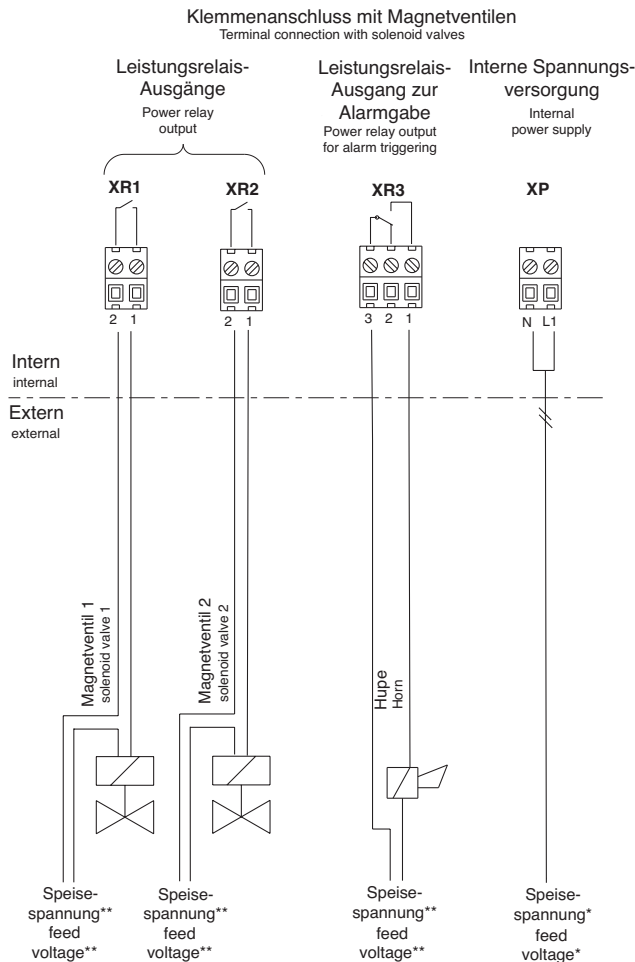 Klemmenanschluss mit Magnetventilen
Terminal connection with solenoid valves
Leistungsrelais-
Ausgänge
Power relay
output
Leistungsrelais-
Ausgang zur
Alarmgabe
Power relay output
for alarm triggering
Interne Spannungs-
versorgung
Internal
power supply
XR1
XR2
XR3
XP
2 1
2 1
3 2 1
N L1
Intern
internal
Extern
external
Magnetventil 1
solenoid valve 1
Magnetventil 2
solenoid valve 2
Hupe
Horn
Speise-
spannung**
feed
voltage**
Speise-
spannung**
feed
voltage**
Speise-
spannung**
feed
voltage**
Speise-
spannung*
feed
voltage*